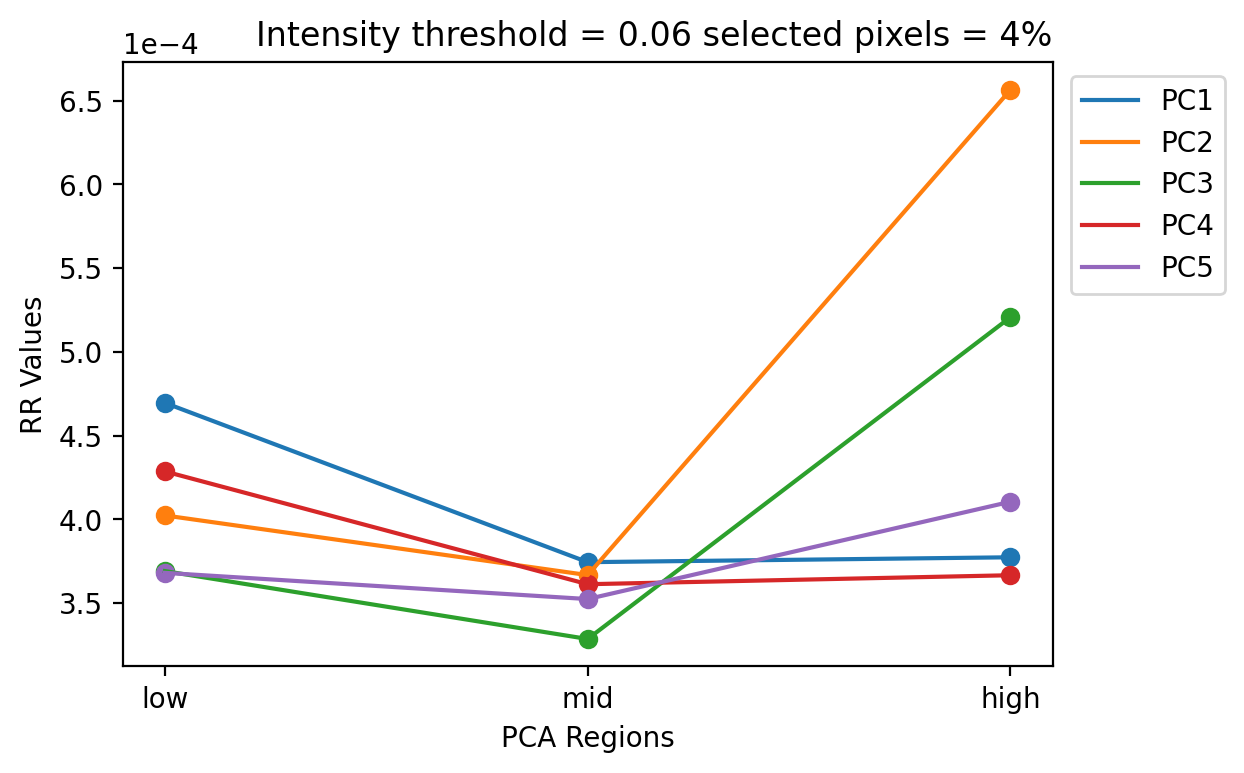 Intensity threshold = 0.06 selected pixels = 4%
1e−4
6.5
6.0
5.5
5.0
4.5
4.0
3.5
RR Values
low
mid
high
PCA Regions
PC1
PC2
PC3
PC4
PC5